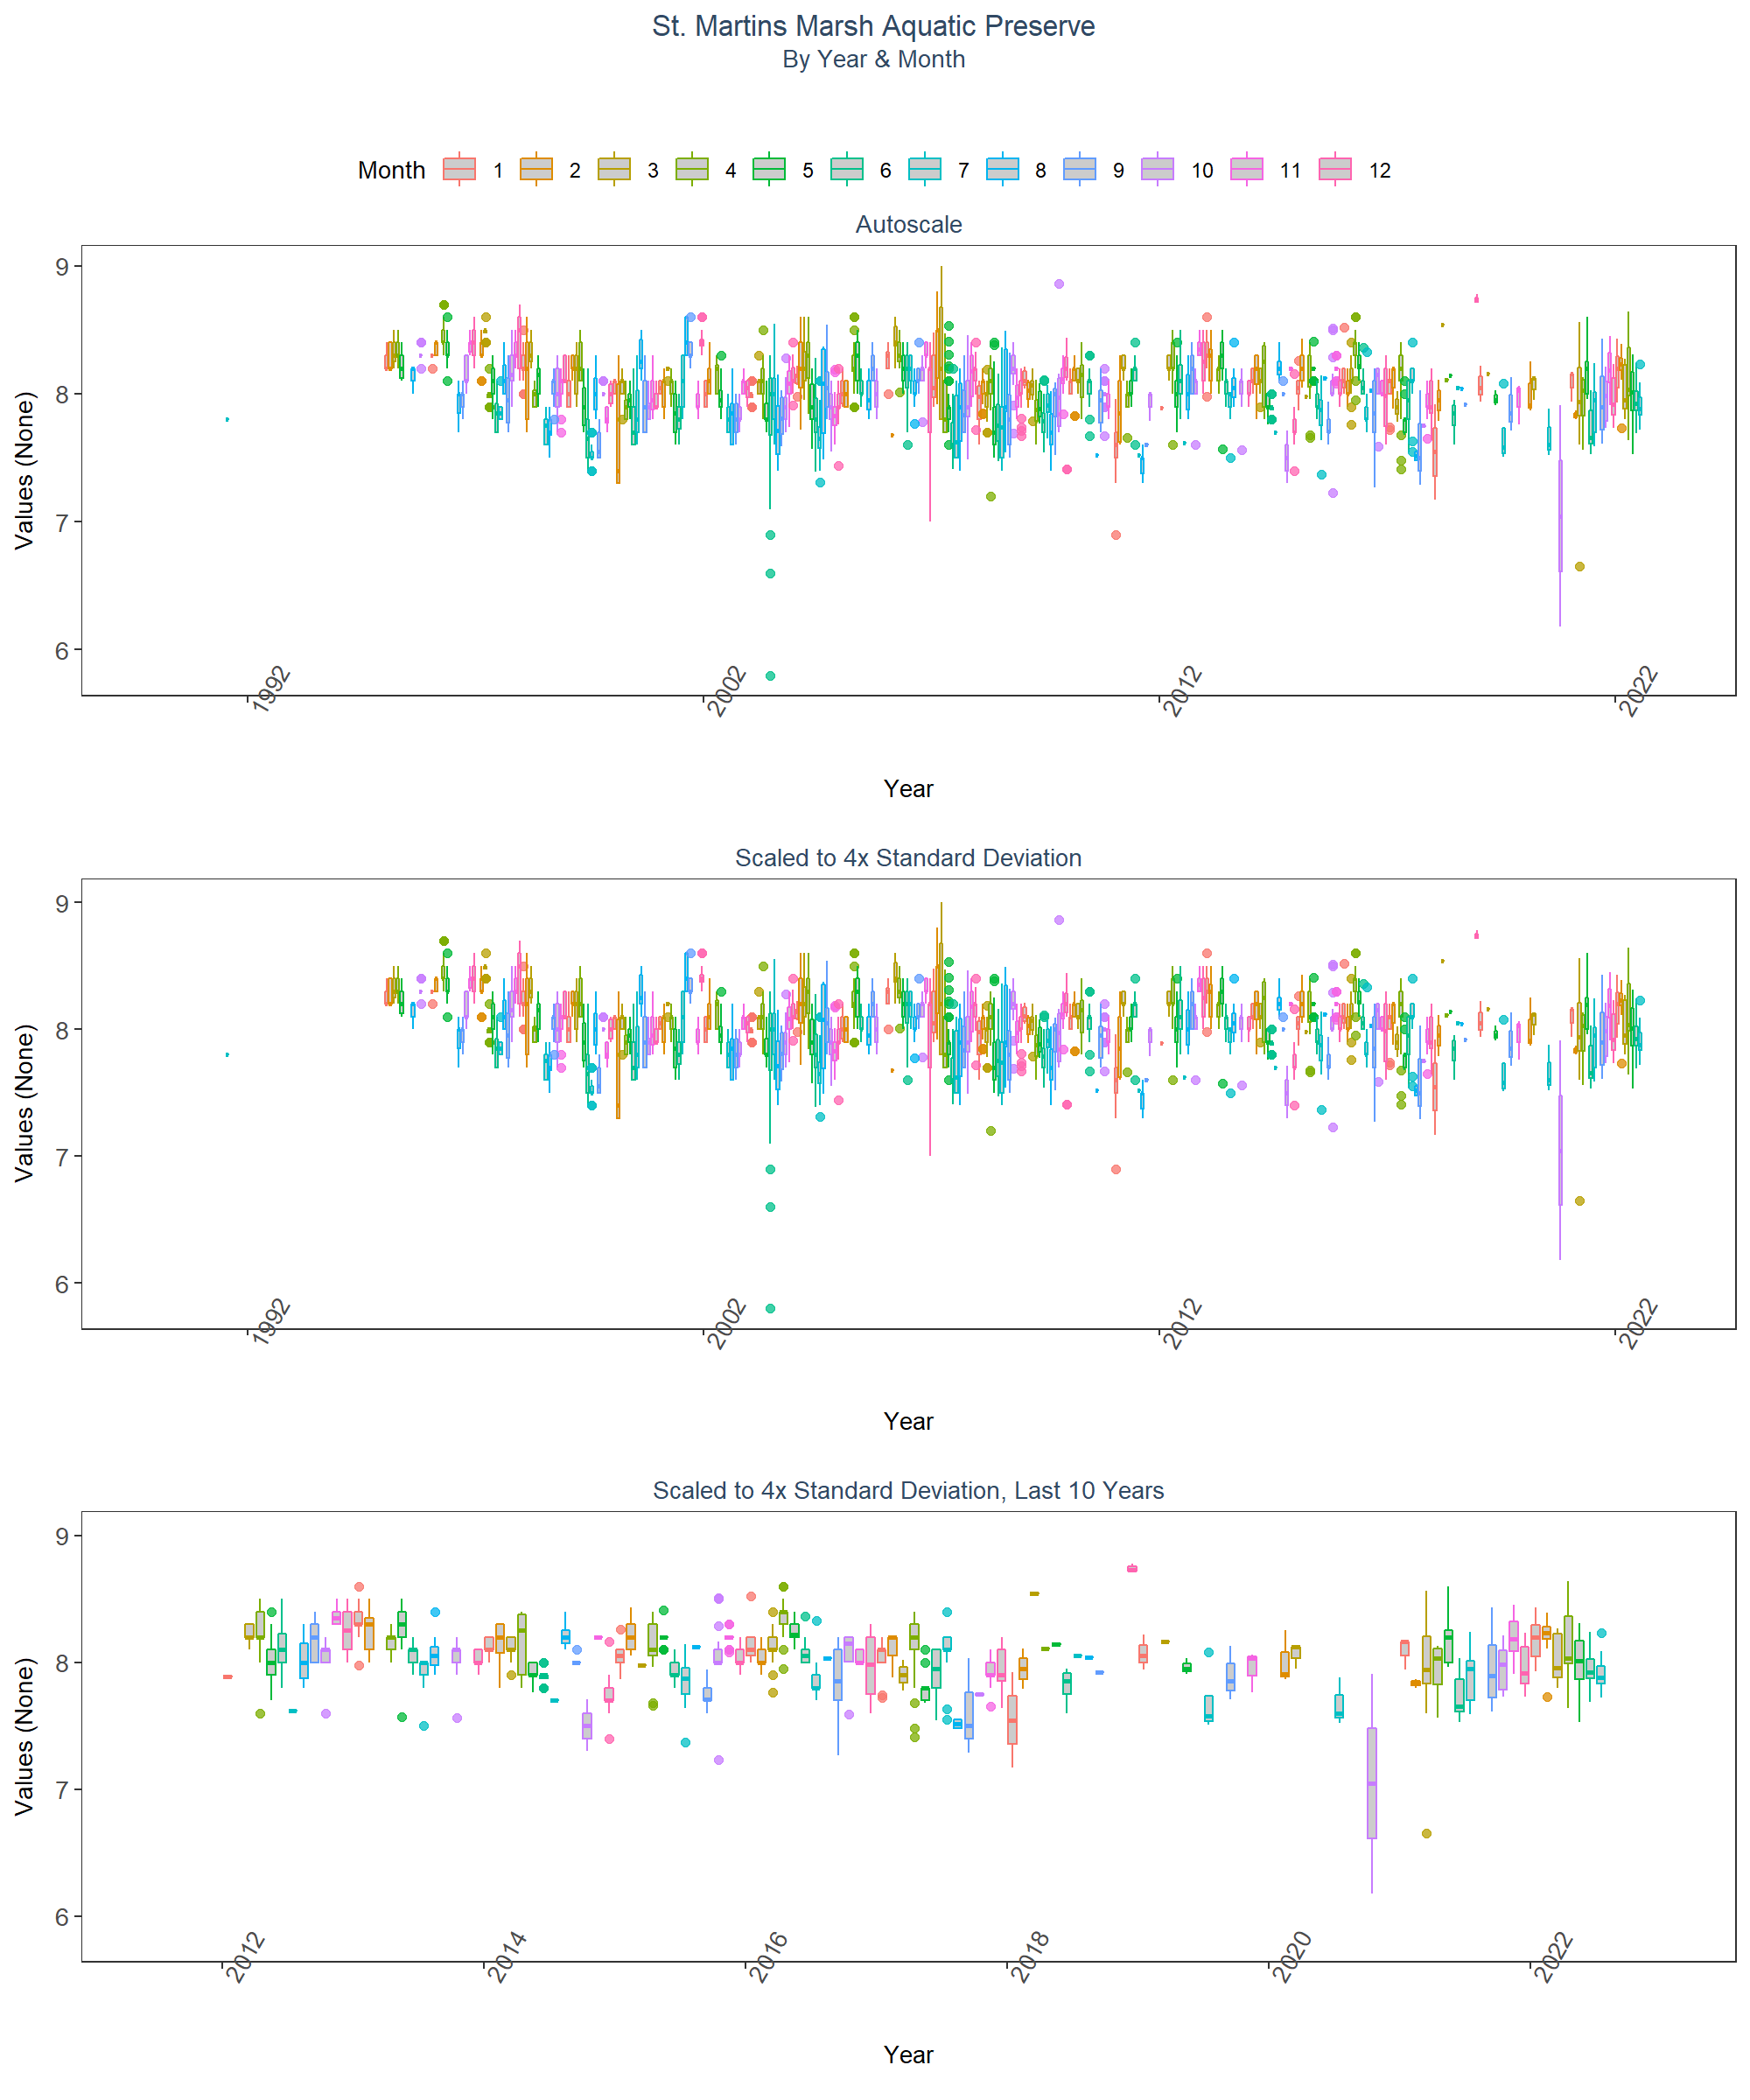 St. Martins Marsh Aquatic Preserve
By Year & Month
Month 1 2 3 4 5 6 7 8 9 10 11 12
Autoscale
Values (None)
9
8
7
6
1992 2002 2012 2022
Year
Scaled to 4x Standard Deviation
Values (None)
9
8
7
6
1992 2002 2012 2022
Year
Scaled to 4x Standard Deviation, Last 10 Years
Values (None)
9
8
7
6
2012 2014 2016 2018 2020 2022
Year